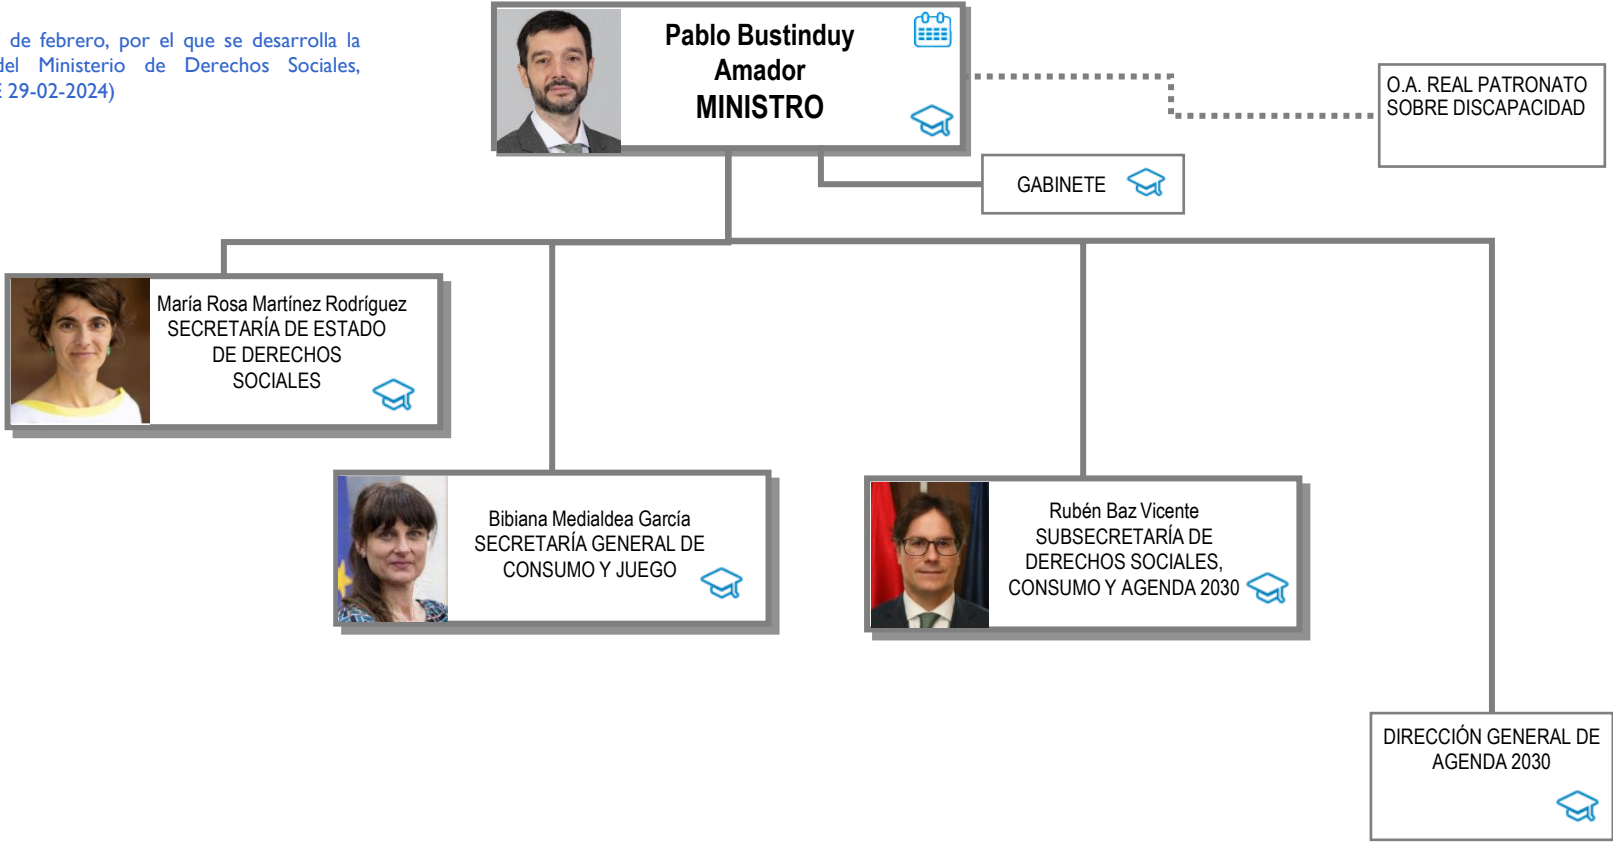 de febrero, por el que se desarrolla la
del Ministerio de Derechos Sociales,
29-02-2024)
Pablo Bustinduy
Amador
MINISTRO
O.A. REAL PATRONATO
SOBRE DISCAPACIDAD
GABINETE
María Rosa Martínez Rodríguez
SECRETARÍA DE ESTADO
DE DERECHOS
SOCIALES
Bibiana Medialdea García
SECRETARÍA GENERAL DE
CONSUMO Y JUEGO
Rubén Baz Vicente
SUBSECRETARÍA DE
DERECHOS SOCIALES,
CONSUMO Y AGENDA 2030
DIRECCIÓN GENERAL DE
AGENDA 2030